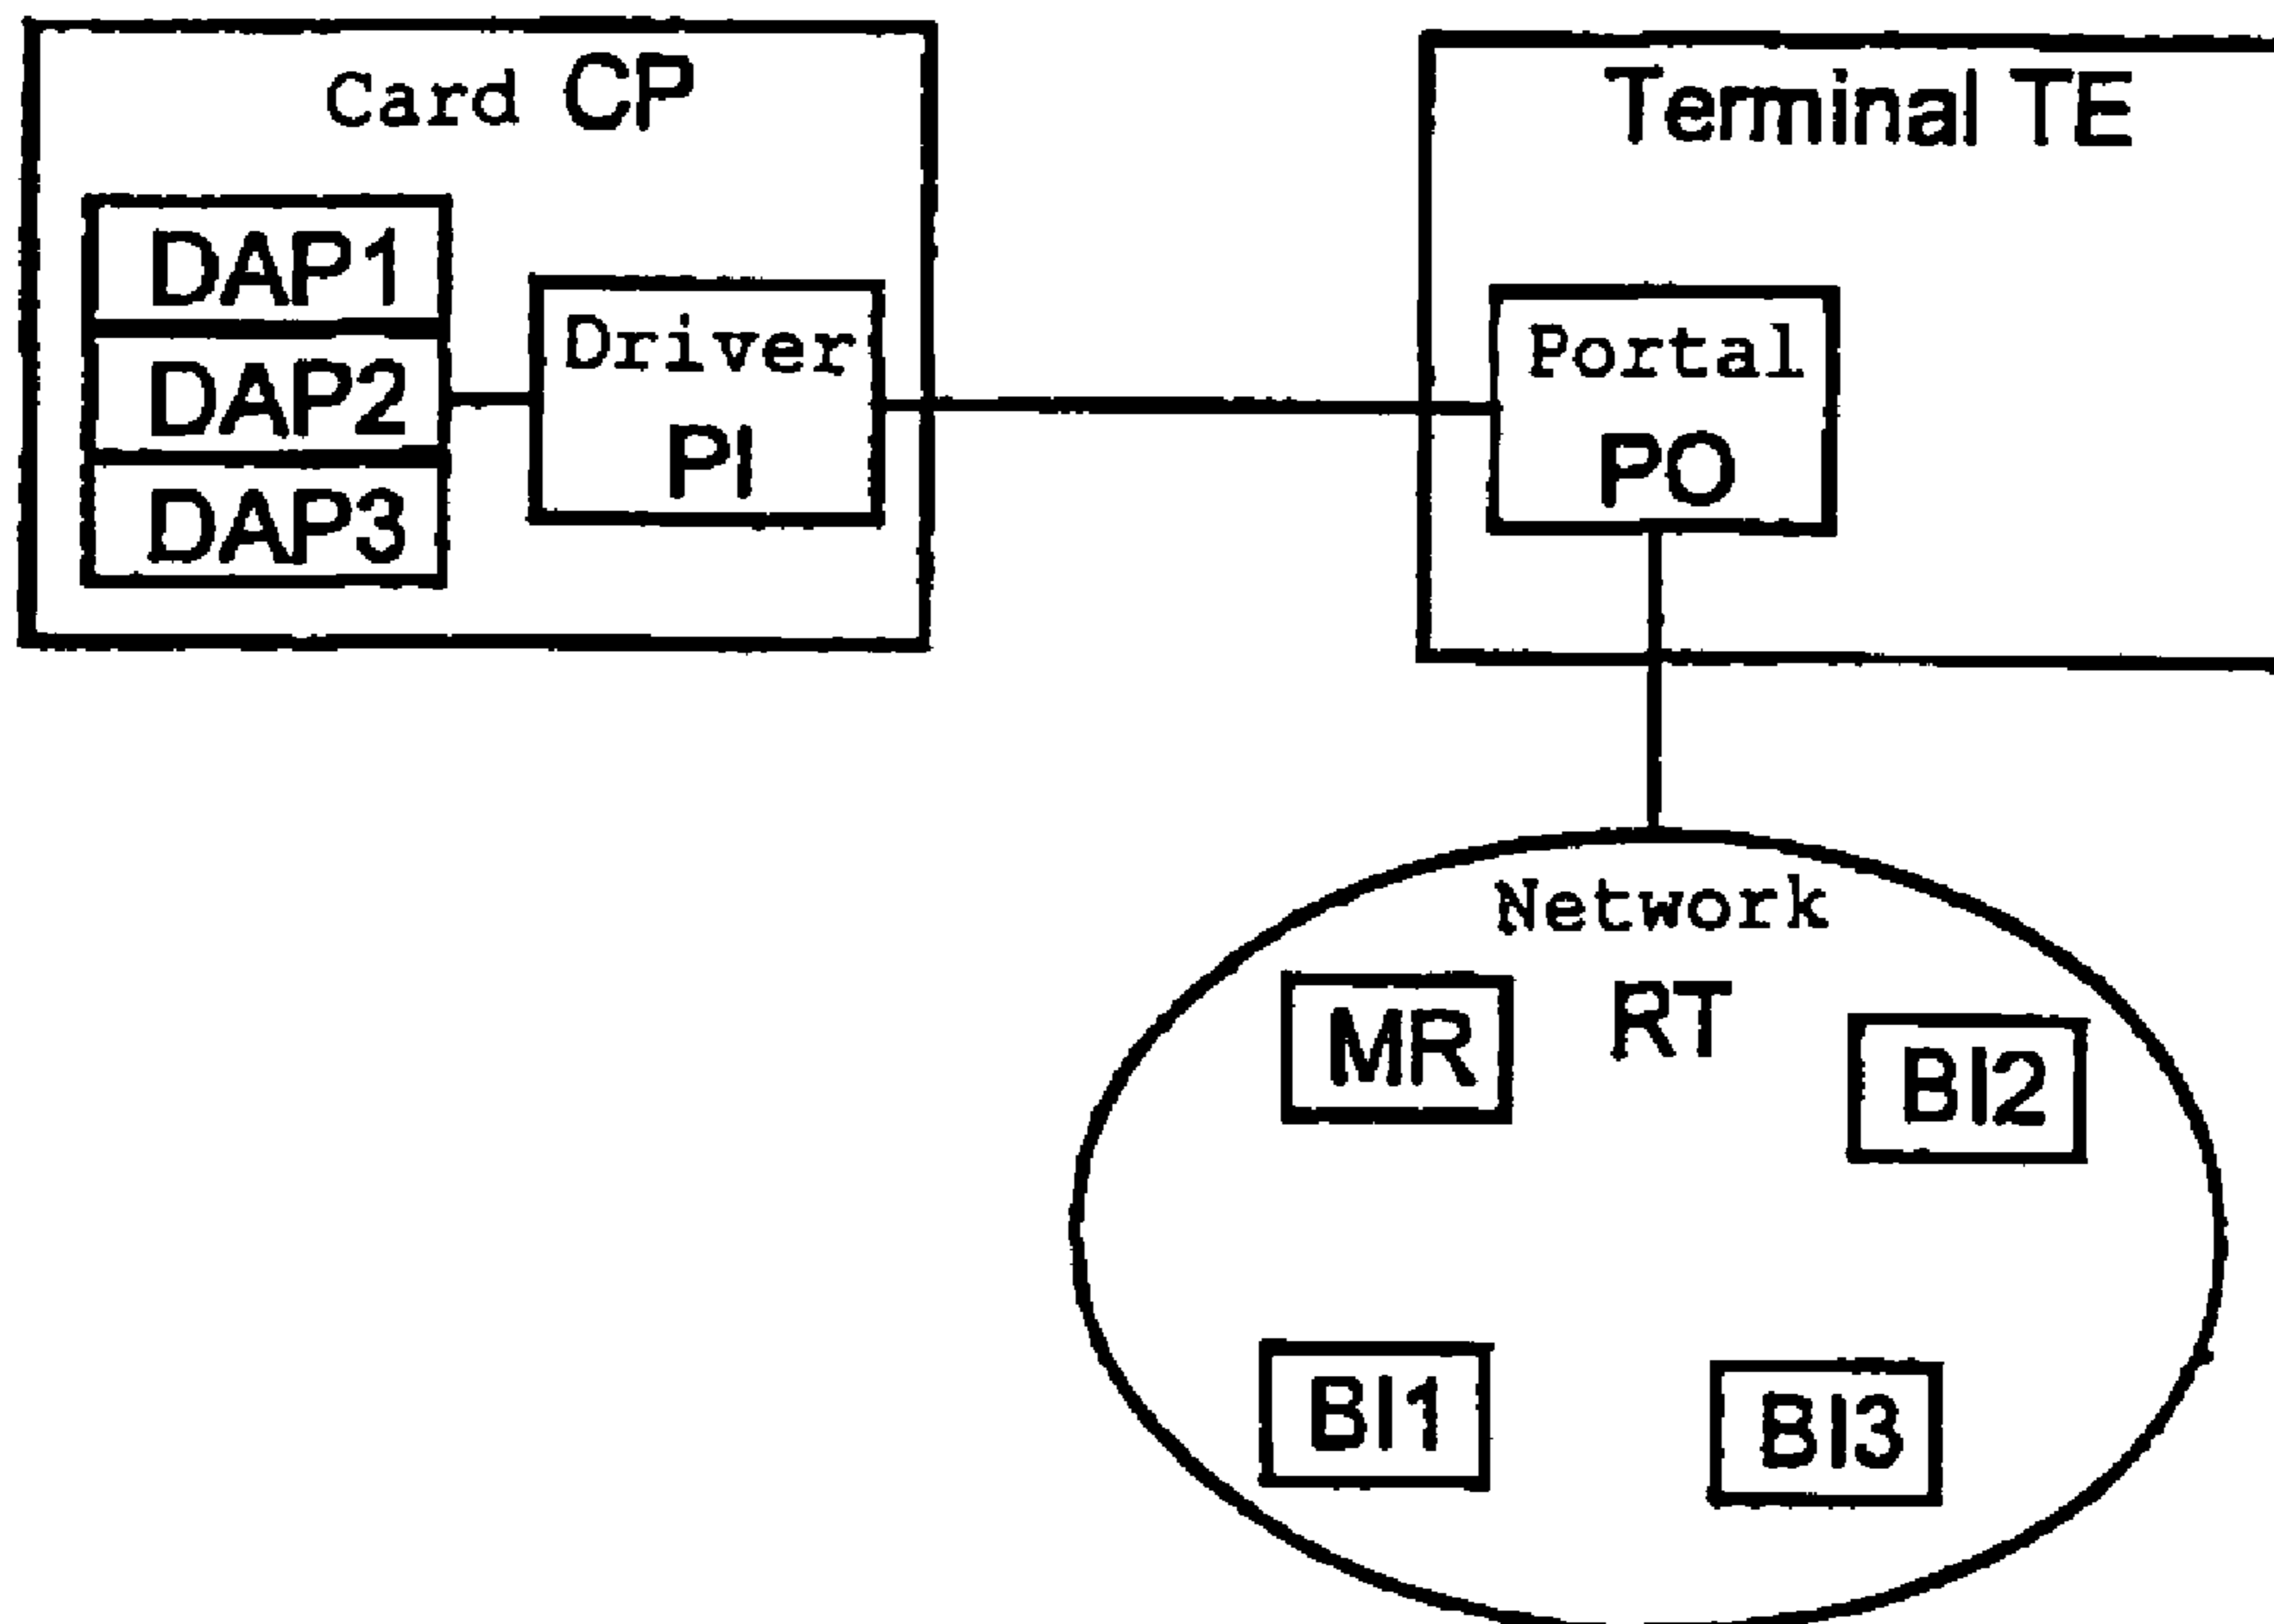 Card CP
DAP1
DAP2
DAP3
Driver
PI
Terminal TE
Portal
PO
Network
RT
MR
BI2
BI1
BI3